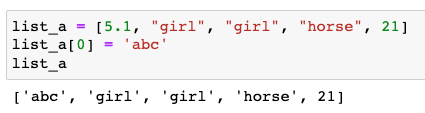 list_a = [5.1, "girl", "girl", "horse", 21]
list_a[0] = 'abc'
list_a
['abc', 'girl', 'girl', 'horse', 21]